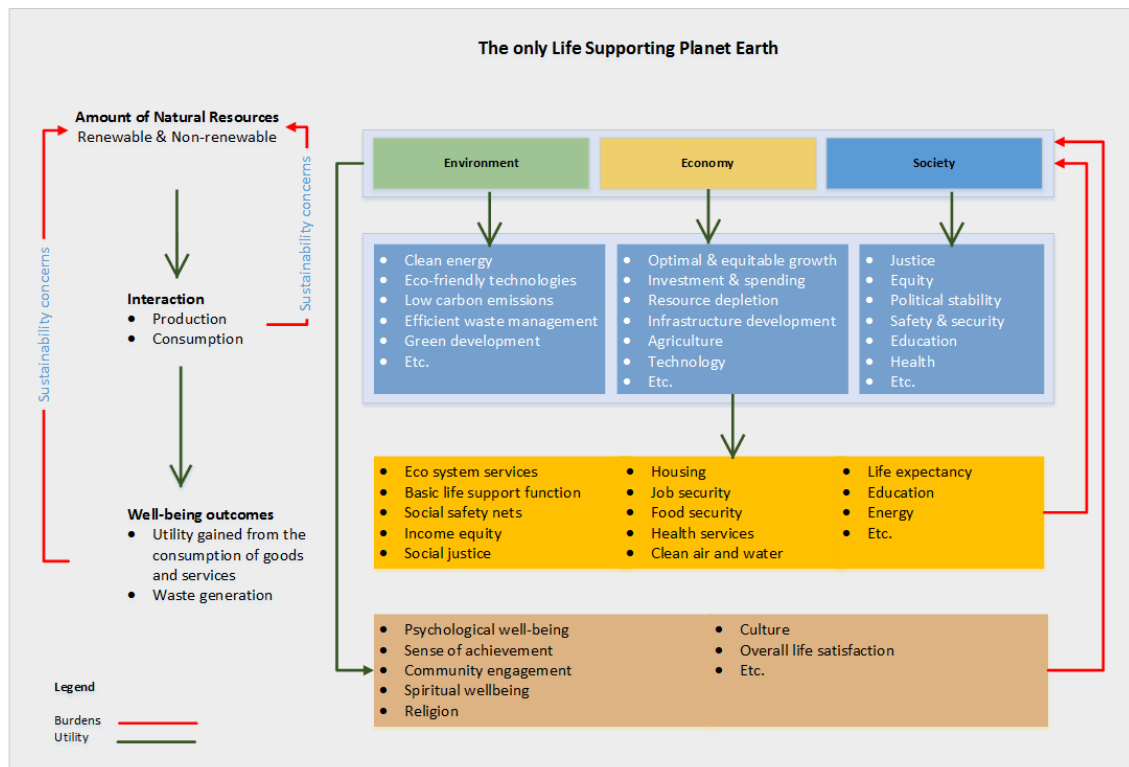 The only Life Supporting Planet Earth
Amount of Natural Resources
Renewable & Non-renewable
Sustainability concerns
Sustainability concerns
Interaction
• Production
• Consumption
Well-being outcomes
• Utility gained from the
consumption of goods
and services
• Waste generation
Legend
Burdens
Utility
Environment
Economy
Society
• Clean energy
• Eco-friendly technologies
• Low carbon emissions
• Efficient waste management
• Green development
• Etc.
• Optimal & equitable growth
• Investment & spending
• Resource depletion
• Infrastructure development
• Agriculture
• Technology
• Etc.
• Justice
• Equity
• Political stability
• Safety & security
• Education
• Health
• Etc.
• Eco system services
• Basic life support function
• Social safety nets
• Income equity
• Social justice
• Housing
• Job security
• Food security
• Health services
• Clean air and water
• Life expectancy
• Education
• Energy
• Etc.
• Psychological well-being
• Sense of achievement
• Community engagement
• Spiritual wellbeing
• Religion
• Culture
• Overall life satisfaction
• Etc.